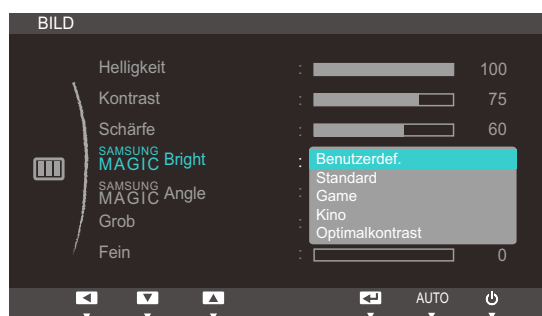 BILD
Helligkeit : 100
Kontrast : 75
Schärfe : 60
SAMSUNG
MAGIC Bright : Benutzerdef.
Standard
SAMSUNG
MAGIC Angle : Game
Kino
Grob : Optimalkontrast
Fein : 0
AUTO